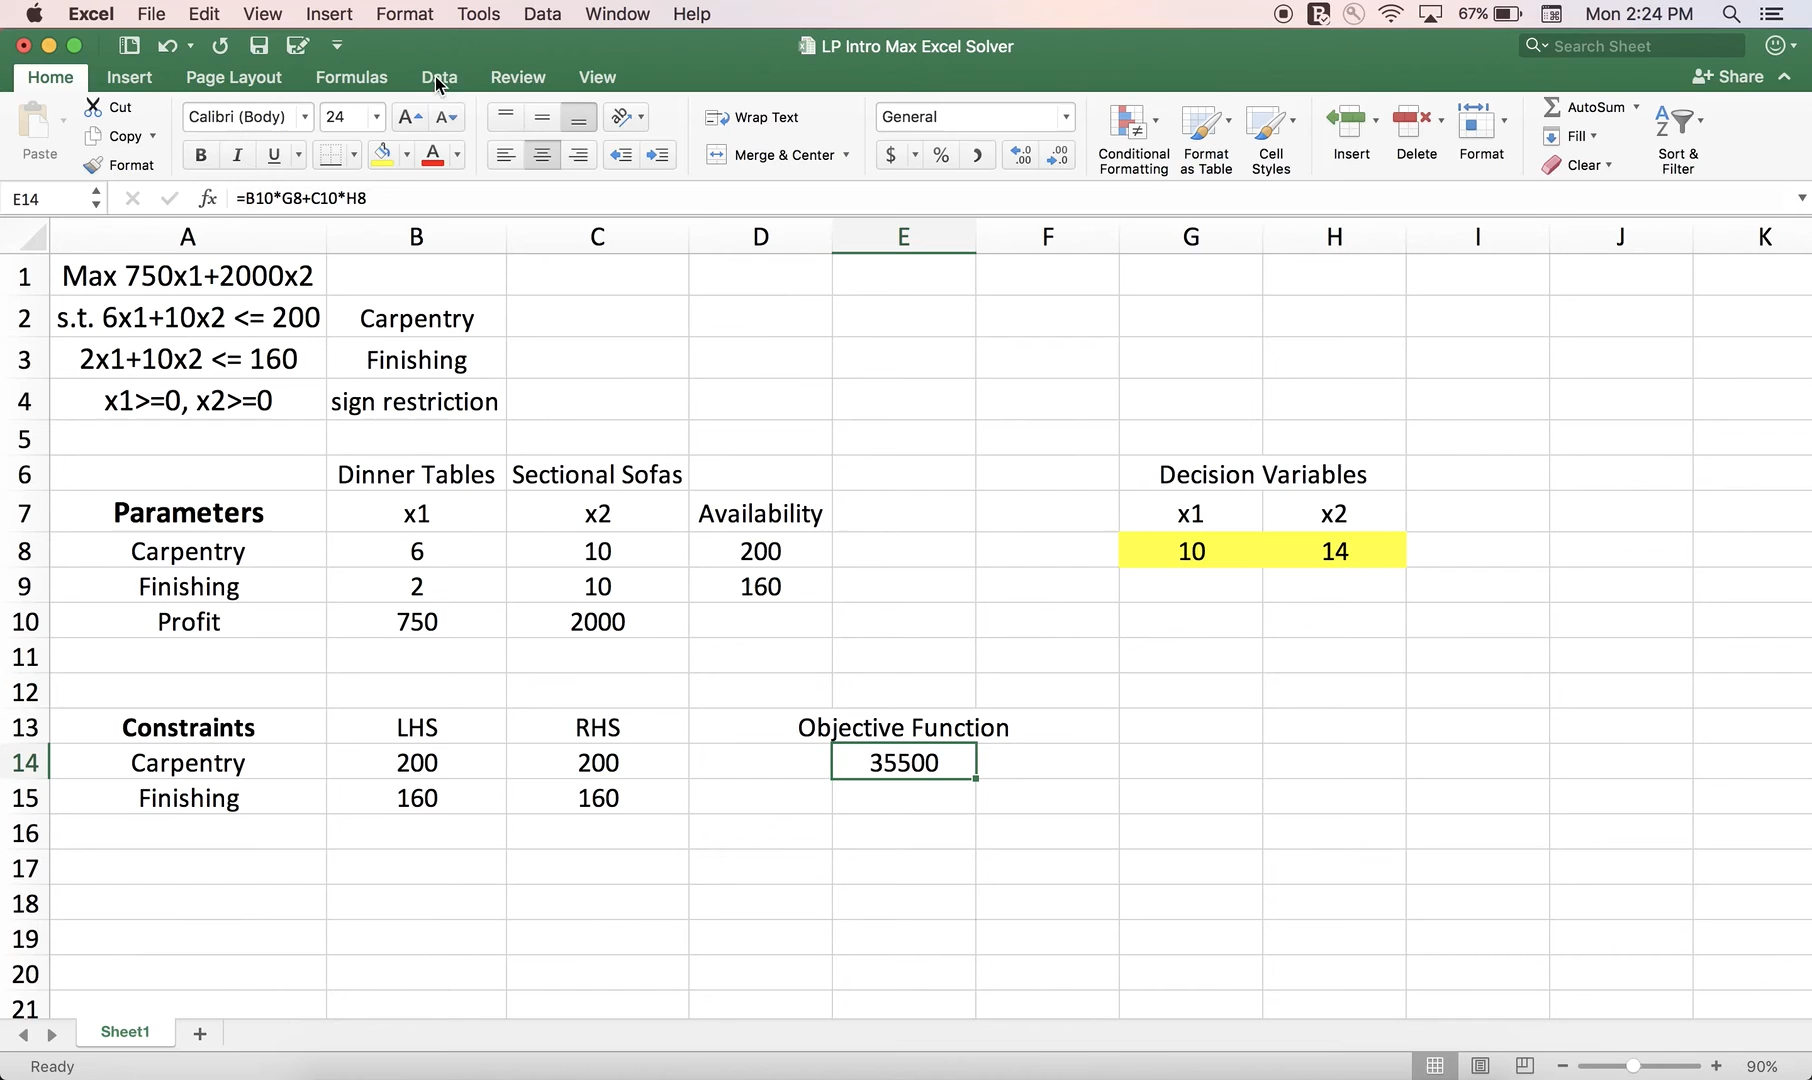 Excel File Edit View Insert Format Tools Data Window Help 67% Mon 2:24 PM
LP Intro Max Excel Solver Search Sheet
Home Insert Page Layout Formulas Data Review View Share
Paste Cut Copy Format
Calibri (Body) 24
B I U
Wrap Text
Merge & Center
General
$ %
Conditional Formatting
Format as Table
Cell Styles
Insert Delete Format
AutoSum
Fill
Clear
Sort & Filter
E14 fx =B10*G8+C10*H8
A B C D E F G H I J K
1 Max 750x1+2000x2
2 s.t. 6x1+10x2 <= 200 Carpentry
3 2x1+10x2 <= 160 Finishing
4 x1>=0, x2>=0 sign restriction
5
6 Dinner Tables Sectional Sofas Decision Variables
7 Parameters x1 x2 Availability x1 x2
8 Carpentry 6 10 200 10 14
9 Finishing 2 10 160
10 Profit 750 2000
11
12
13 Constraints LHS RHS Objective Function
14 Carpentry 200 200 35500
15 Finishing 160 160
16
17
18
19
20
21
Sheet1 +
Ready 90%